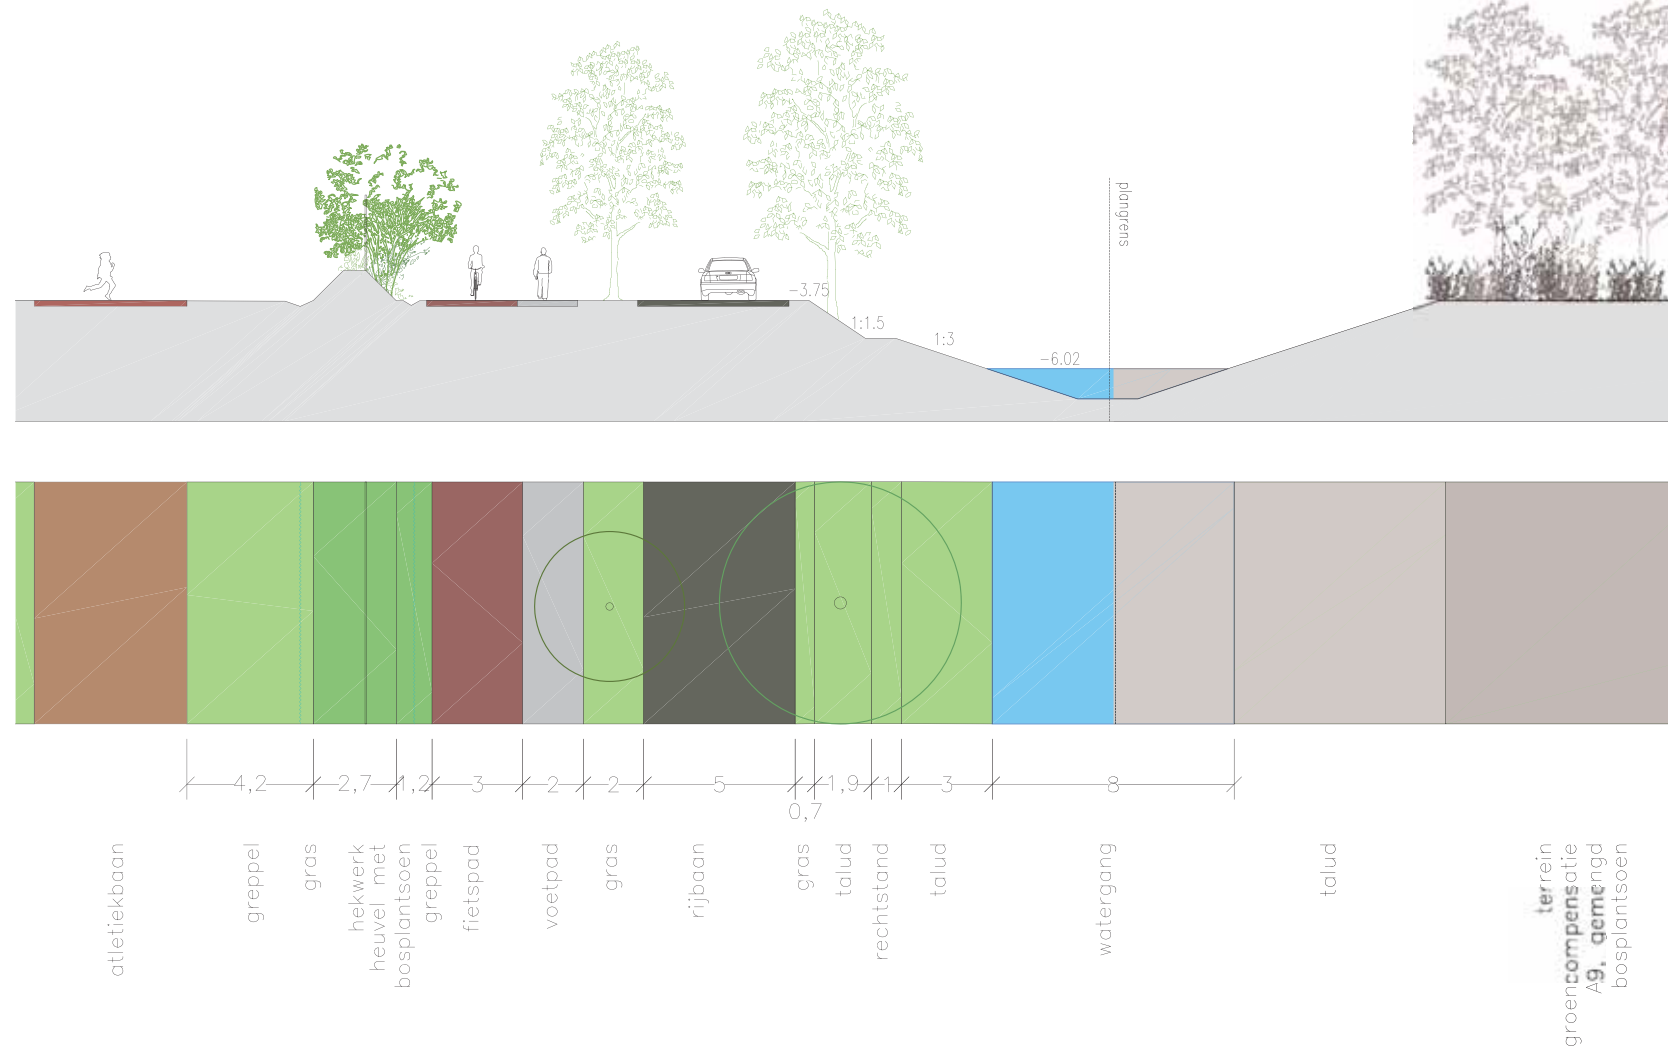 plangrens
-3.75
1:1.5
1:3
-6.02
4,2
2,7
1,2
3
2
2
5
0,7
1,9
1
3
8
atletiekbaan
greppel
gras
hekwerk
heuvel met
bosplantsoen
greppel
fietspad
voetpad
gras
rijbaan
gras
talud
rechtstand
talud
watergang
talud
terrein
groencompensatie
A9, gemengd
bosplantsoen